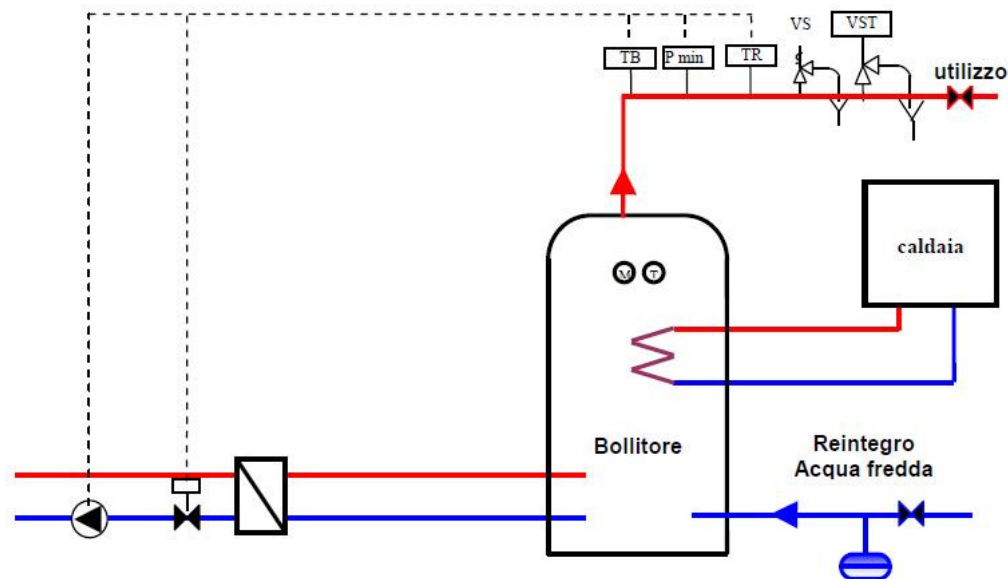 VS
VST
TB
P min
TR
utilizzo
caldaia
M
T
Bollitore
Reintegro
Acqua fredda